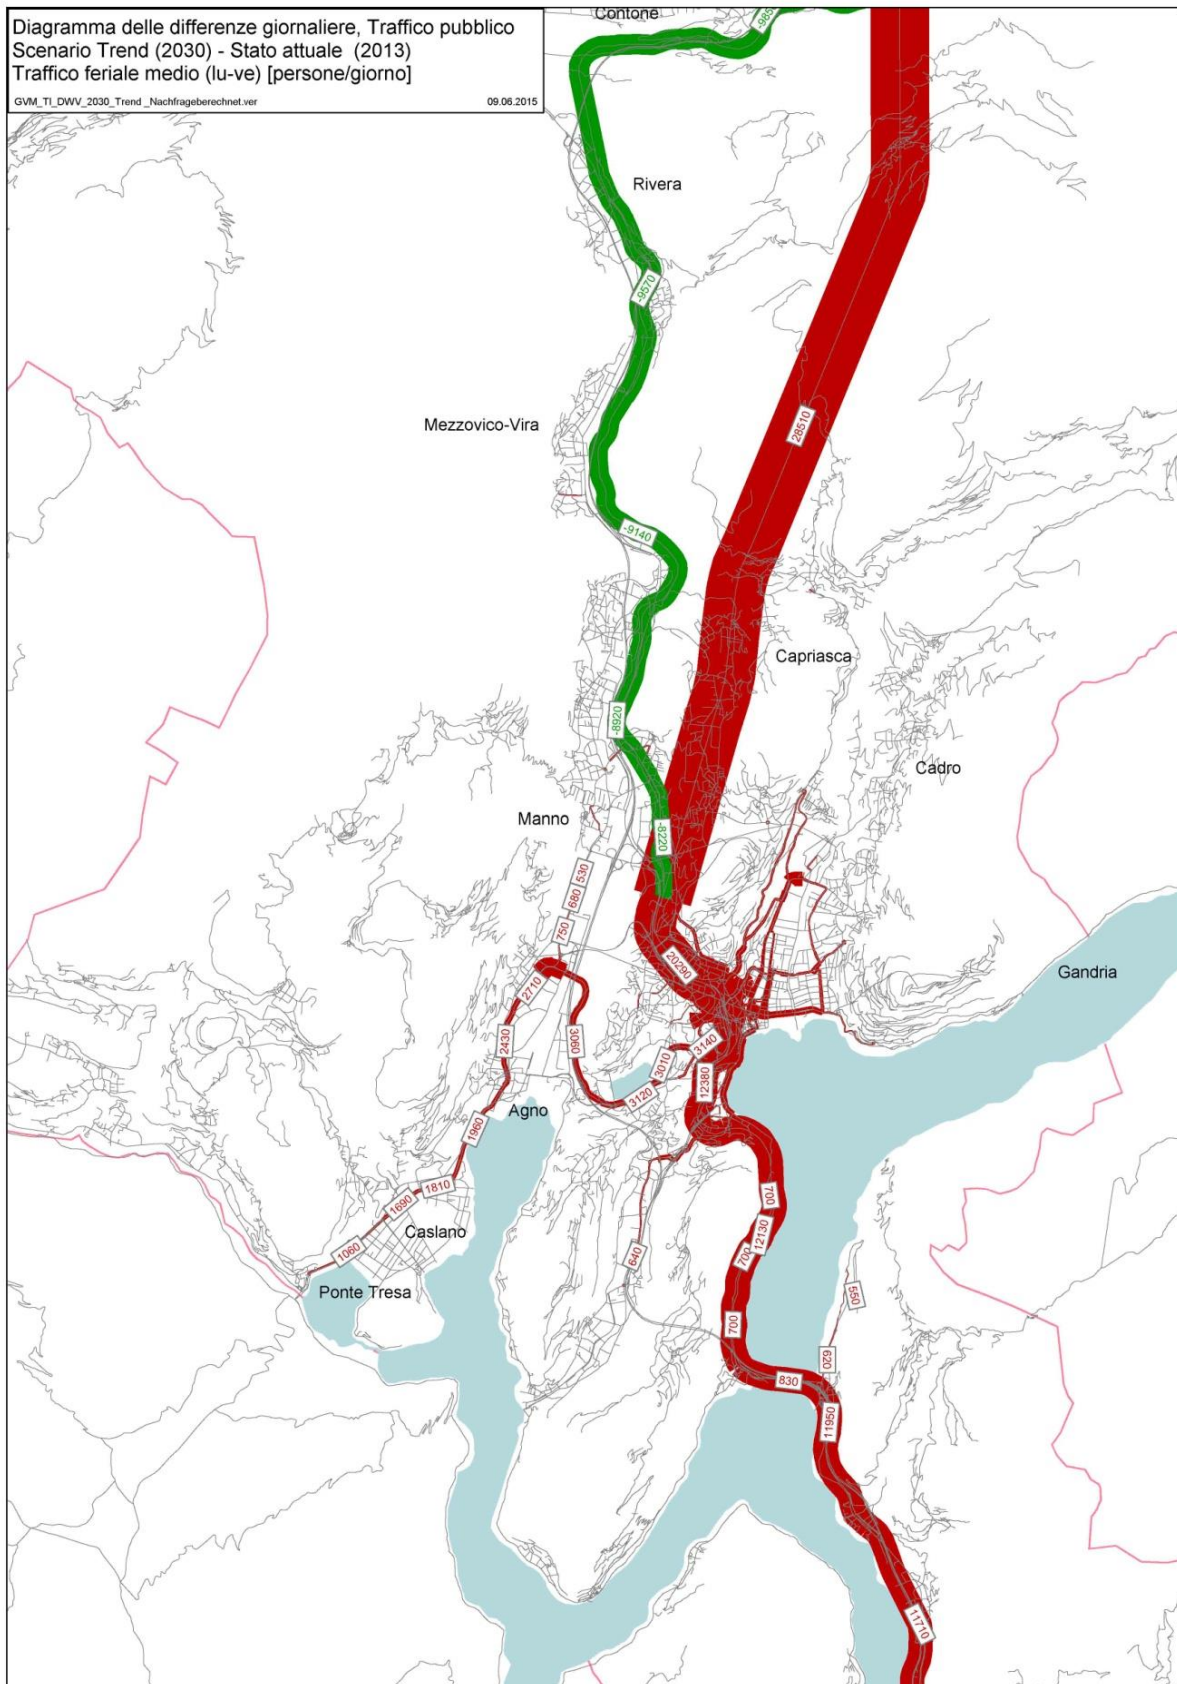 Diagramma delle differenze giornaliere, Traffico pubblico
Scenario Trend (2030) - Stato attuale (2013)
Traffico feriale medio (lu-ve) [persone/giorno]
GVM_TI_DWV_2030_Trend _Nachfrageberechnet.ver 09.06.2015
Contone
Rivera
-9570
28510
Mezzovico-Vira
-9140
Capriasca
-8920
Cadro
Manno
-8220
530
680
750
20290
Gandria
2710
2430
3060
3140
3010
12380
3120
Agno
1960
1810
1690
700
12130
Caslano
1060
640
700
Ponte Tresa
550
700
620
830
11950
11710